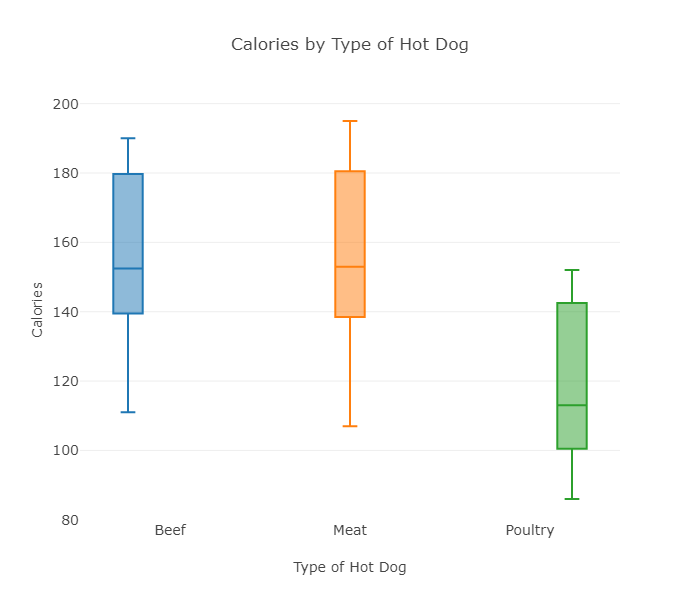 Calories by Type of Hot Dog
200
180
160
140
120
100
80
Calories
Beef
Meat
Poultry
Type of Hot Dog